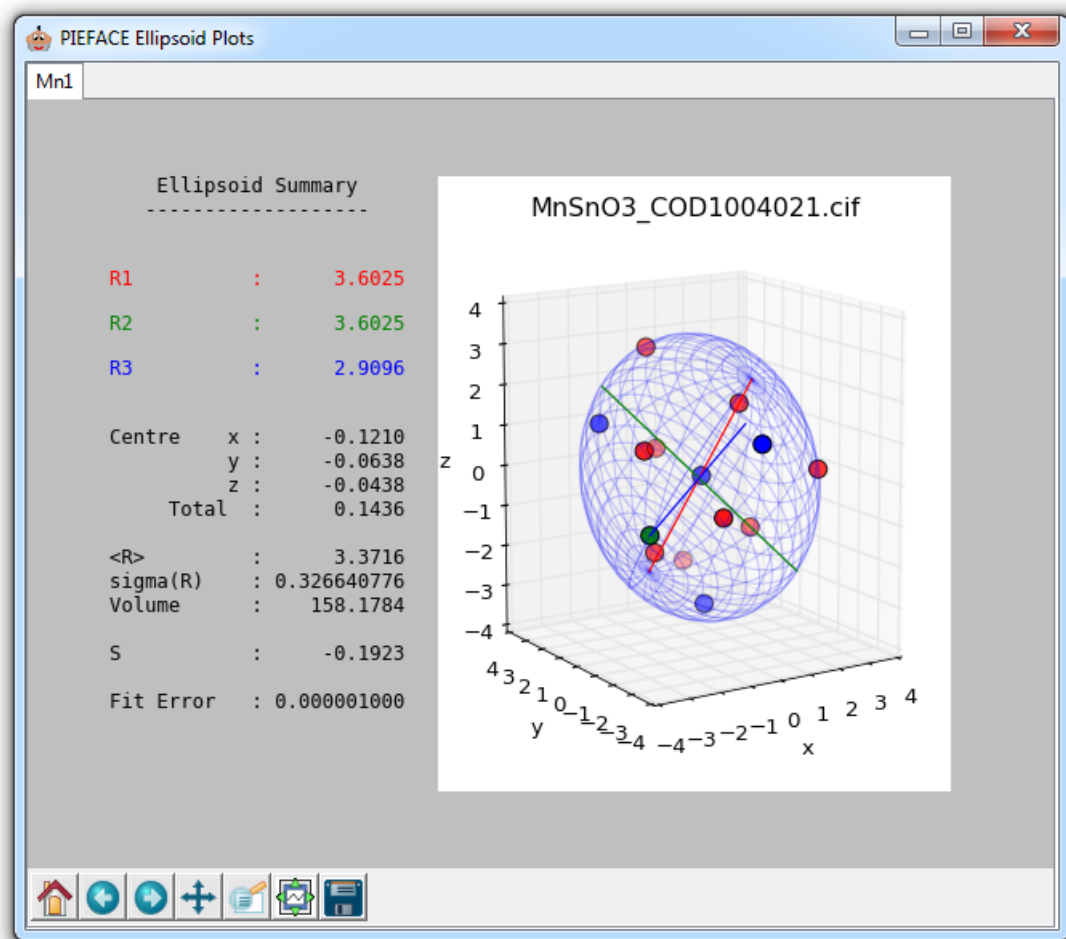 PIEFACE Ellipsoid Plots
Mn1
Ellipsoid Summary
-------------------
R1 : 3.6025
R2 : 3.6025
R3 : 2.9096
Centre x : -0.1210
y : -0.0638
z : -0.0438
Total : 0.1436
<R> : 3.3716
sigma(R) : 0.326640776
Volume : 158.1784
S : -0.1923
Fit Error : 0.000001000
MnSnO3_COD1004021.cif
4
3
2
1
0
−1
−2
−3
−4
z
4 3 2 1 0 −1 −2 −3 −4
y
−4 −3 −2 −1 0 1 2 3 4
x